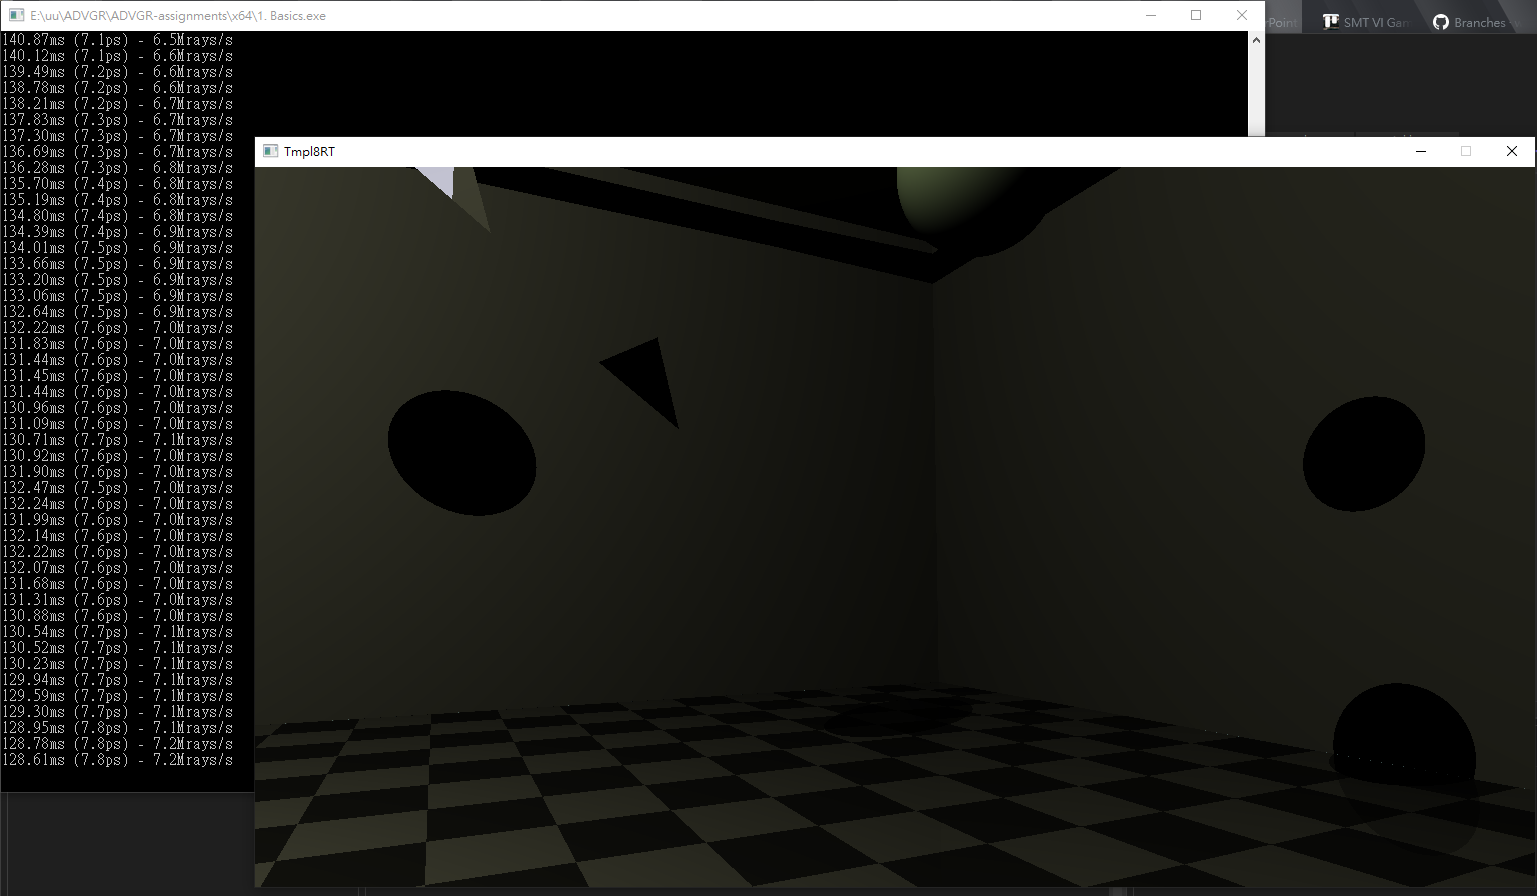 E:\uu\ADVGR\ADVGR-assignments\x64\1. Basics.exe
Point
SMT VI Gam
Branches
140.87ms (7.1ps) - 6.5Mrays/s
140.12ms (7.1ps) - 6.6Mrays/s
139.49ms (7.2ps) - 6.6Mrays/s
138.78ms (7.2ps) - 6.6Mrays/s
138.21ms (7.2ps) - 6.7Mrays/s
137.83ms (7.3ps) - 6.7Mrays/s
137.30ms (7.3ps) - 6.7Mrays/s
136.69ms (7.3ps) - 6.7Mrays/s
136.28ms (7.3ps) - 6.8Mrays/s
135.70ms (7.4ps) - 6.8Mrays/s
135.19ms (7.4ps) - 6.8Mrays/s
134.80ms (7.4ps) - 6.8Mrays/s
134.39ms (7.4ps) - 6.9Mrays/s
134.01ms (7.5ps) - 6.9Mrays/s
133.66ms (7.5ps) - 6.9Mrays/s
133.20ms (7.5ps) - 6.9Mrays/s
133.06ms (7.5ps) - 6.9Mrays/s
132.64ms (7.5ps) - 6.9Mrays/s
132.22ms (7.6ps) - 7.0Mrays/s
131.83ms (7.6ps) - 7.0Mrays/s
131.44ms (7.6ps) - 7.0Mrays/s
131.45ms (7.6ps) - 7.0Mrays/s
131.44ms (7.6ps) - 7.0Mrays/s
130.96ms (7.6ps) - 7.0Mrays/s
131.09ms (7.6ps) - 7.0Mrays/s
130.71ms (7.7ps) - 7.1Mrays/s
130.92ms (7.6ps) - 7.0Mrays/s
131.90ms (7.6ps) - 7.0Mrays/s
132.47ms (7.5ps) - 7.0Mrays/s
132.24ms (7.6ps) - 7.0Mrays/s
131.99ms (7.6ps) - 7.0Mrays/s
132.14ms (7.6ps) - 7.0Mrays/s
132.22ms (7.6ps) - 7.0Mrays/s
132.07ms (7.6ps) - 7.0Mrays/s
131.68ms (7.6ps) - 7.0Mrays/s
131.31ms (7.6ps) - 7.0Mrays/s
130.88ms (7.6ps) - 7.0Mrays/s
130.54ms (7.7ps) - 7.1Mrays/s
130.52ms (7.7ps) - 7.1Mrays/s
130.23ms (7.7ps) - 7.1Mrays/s
129.94ms (7.7ps) - 7.1Mrays/s
129.59ms (7.7ps) - 7.1Mrays/s
129.30ms (7.7ps) - 7.1Mrays/s
128.95ms (7.8ps) - 7.1Mrays/s
128.78ms (7.8ps) - 7.2Mrays/s
128.61ms (7.8ps) - 7.2Mrays/s
Tmpl8RT